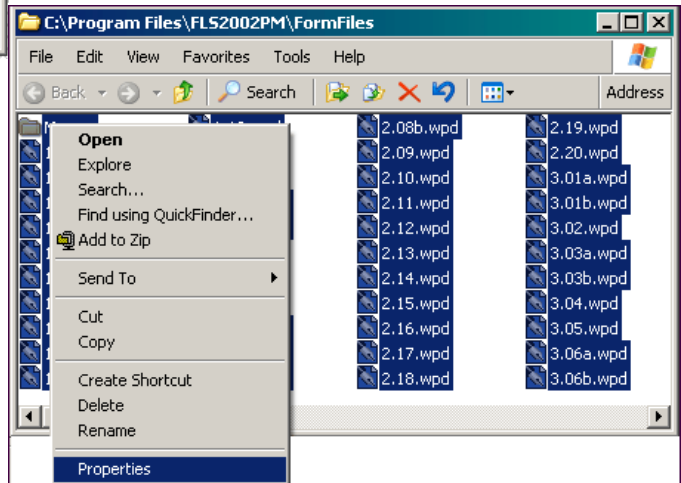 C:\Program Files\FLS2002PM\FormFiles
File Edit View Favorites Tools Help
Back Search Address
Open
Explore
Search...
Find using QuickFinder...
Add to Zip
Send To
Cut
Copy
Create Shortcut
Delete
Rename
Properties
2.08b.wpd
2.09.wpd
2.10.wpd
2.11.wpd
2.12.wpd
2.13.wpd
2.14.wpd
2.15.wpd
2.16.wpd
2.17.wpd
2.18.wpd
2.19.wpd
2.20.wpd
3.01a.wpd
3.01b.wpd
3.02.wpd
3.03a.wpd
3.03b.wpd
3.04.wpd
3.05.wpd
3.06a.wpd
3.06b.wpd